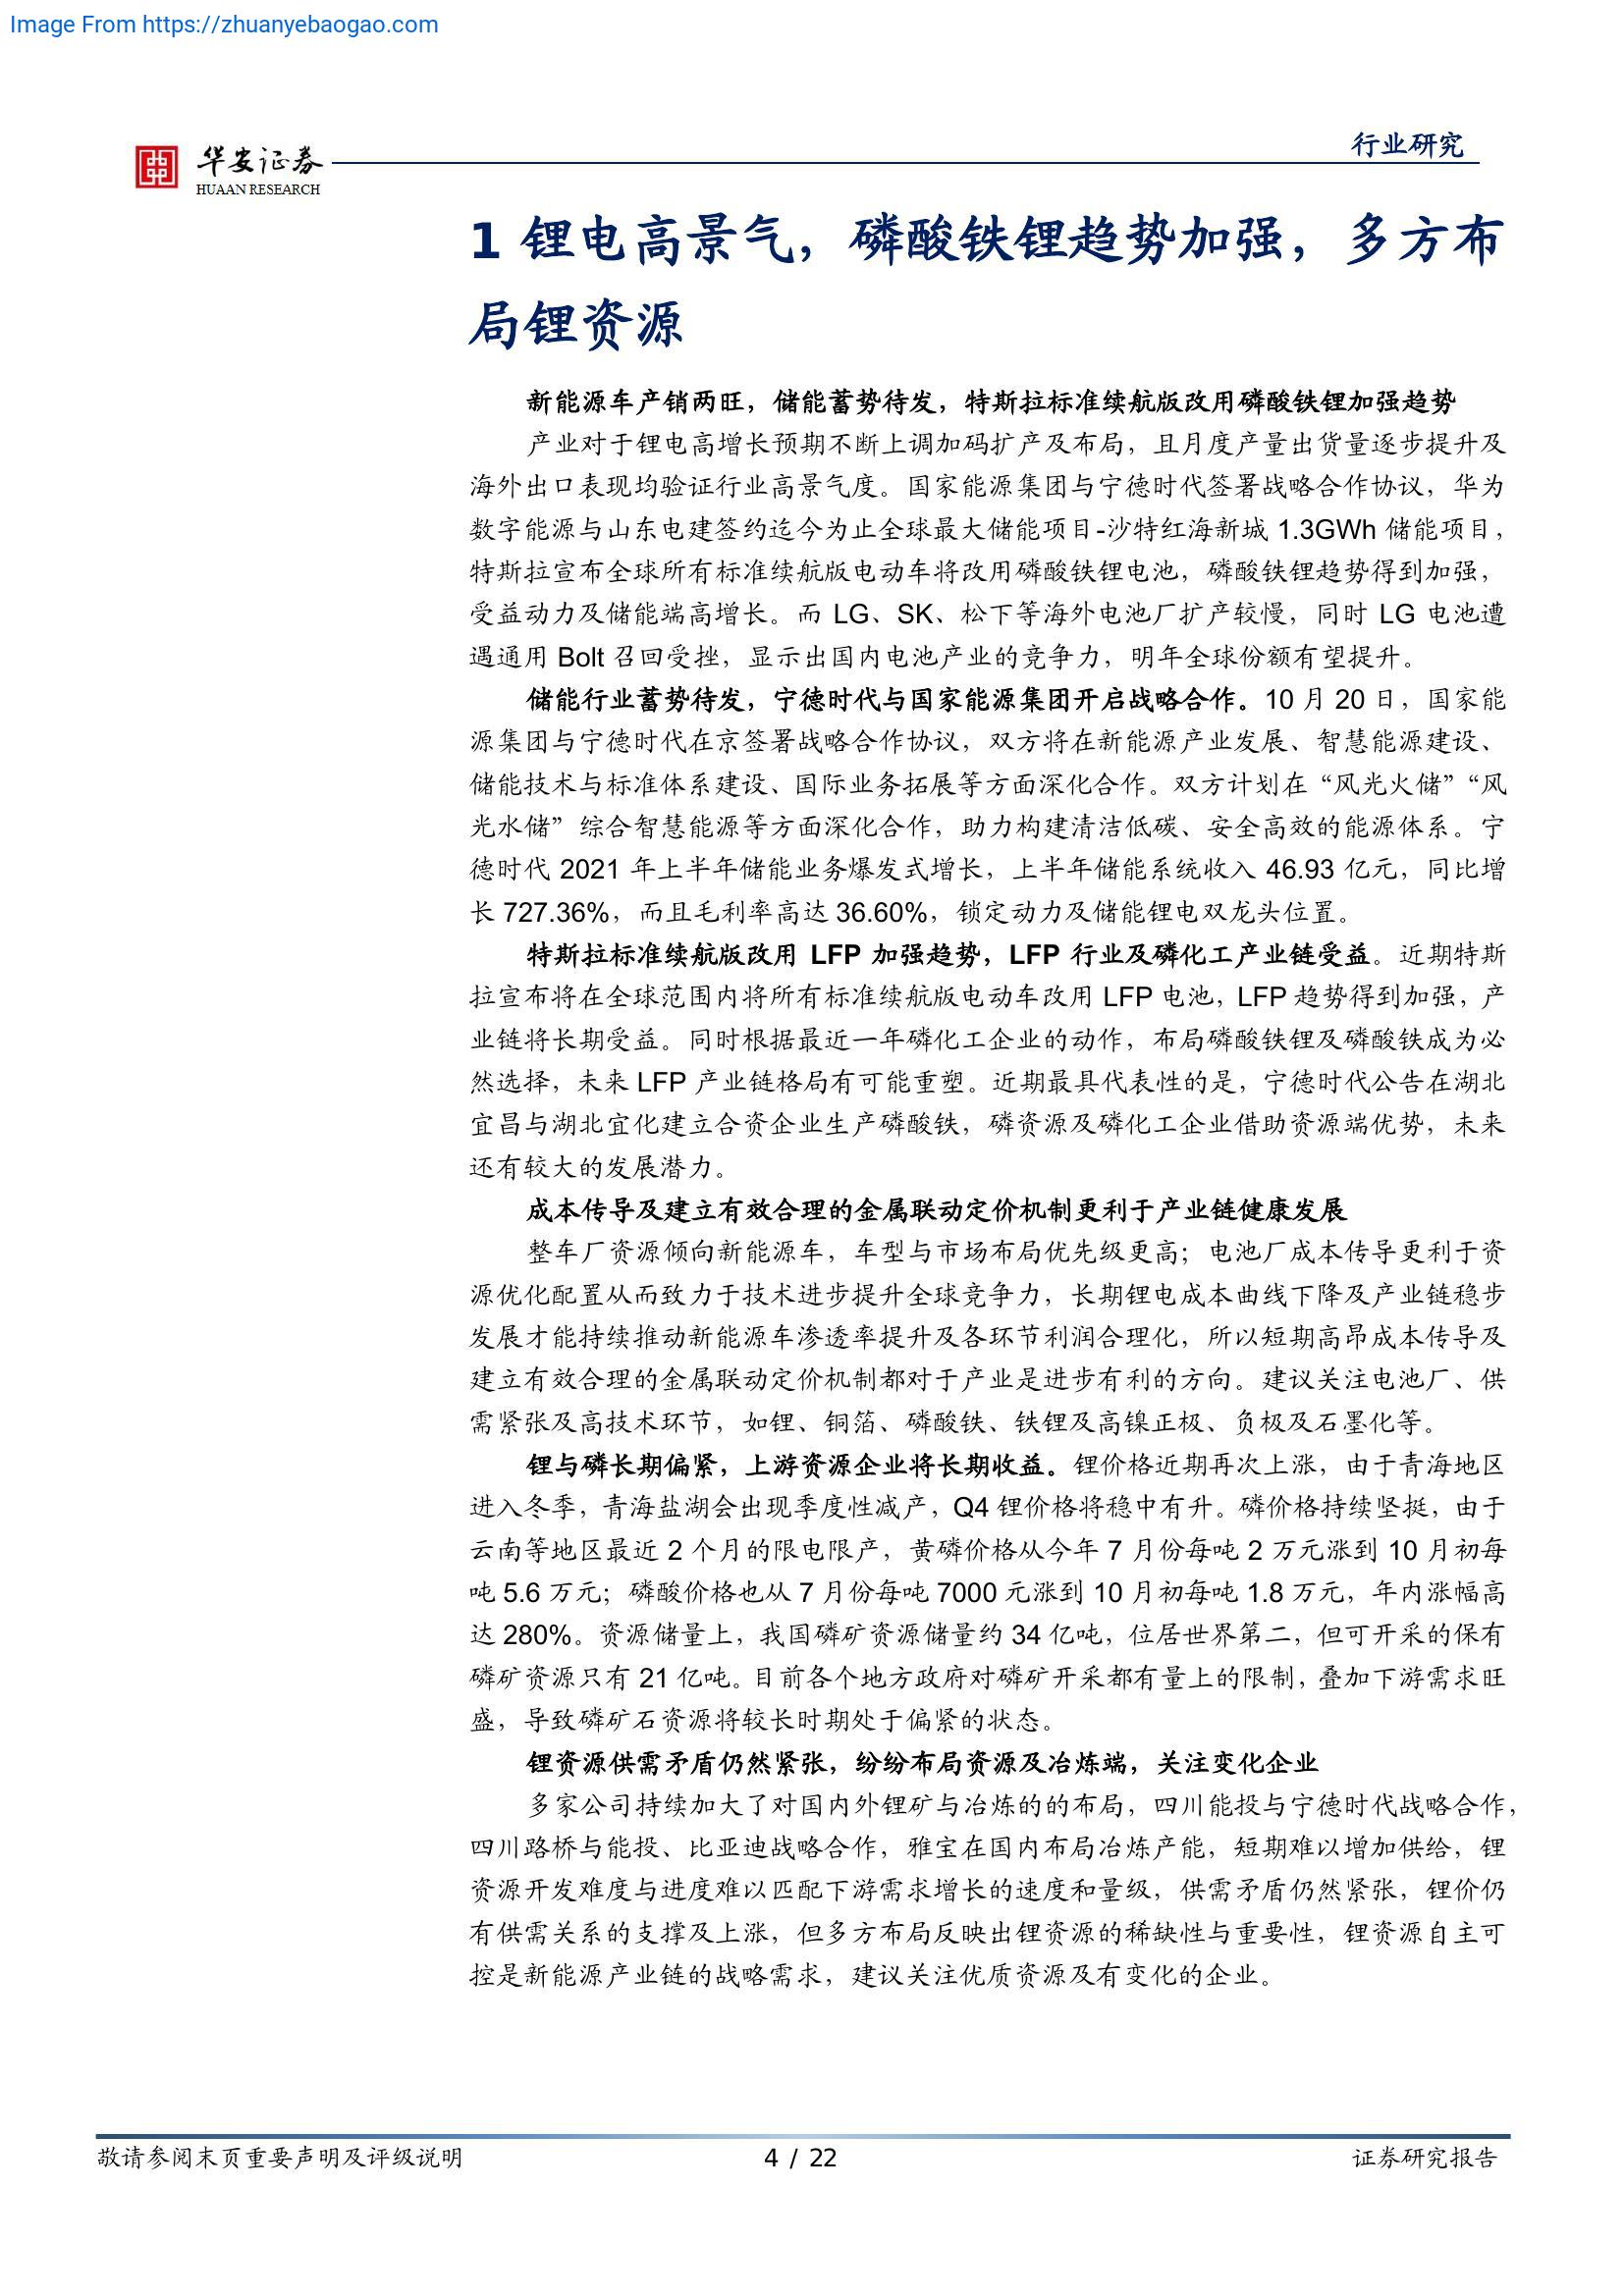 Image From https://zhuanyebaogao.com
行业研究
华安证券
HUAAN RESEARCH
1 锂电高景气，磷酸铁锂趋势加强，多方布
局锂资源
新能源车产销两旺，储能蓄势待发，特斯拉标准续航版改用磷酸铁锂加强趋势
产业对于锂电高增长预期不断上调加码扩产及布局，且月度产量出货量逐步提升及
海外出口表现均验证行业高景气度。国家能源集团与宁德时代签署战略合作协议，华为
数字能源与山东电建签约迄今为止全球最大储能项目-沙特红海新城 1.3GWh 储能项目，
特斯拉宣布全球所有标准续航版电动车将改用磷酸铁锂电池，磷酸铁锂趋势得到加强，
受益动力及储能端高增长。而 LG、SK、松下等海外电池厂扩产较慢，同时 LG 电池遭
遇通用 Bolt 召回受挫，显示出国内电池产业的竞争力，明年全球份额有望提升。
储能行业蓄势待发，宁德时代与国家能源集团开启战略合作。10 月 20 日，国家能
源集团与宁德时代在京签署战略合作协议，双方将在新能源产业发展、智慧能源建设、
储能技术与标准体系建设、国际业务拓展等方面深化合作。双方计划在“风光火储”“风
光水储”综合智慧能源等方面深化合作，助力构建清洁低碳、安全高效的能源体系。宁
德时代 2021 年上半年储能业务爆发式增长，上半年储能系统收入 46.93 亿元，同比增
长 727.36%，而且毛利率高达 36.60%，锁定动力及储能锂电双龙头位置。
特斯拉标准续航版改用 LFP 加强趋势，LFP 行业及磷化工产业链受益。近期特斯
拉宣布将在全球范围内将所有标准续航版电动车改用 LFP 电池，LFP 趋势得到加强，产
业链将长期受益。同时根据最近一年磷化工企业的动作，布局磷酸铁锂及磷酸铁成为必
然选择，未来 LFP 产业链格局有可能重塑。近期最具代表性的是，宁德时代公告在湖北
宜昌与湖北宜化建立合资企业生产磷酸铁，磷资源及磷化工企业借助资源端优势，未来
还有较大的发展潜力。
成本传导及建立有效合理的金属联动定价机制更利于产业链健康发展
整车厂资源倾向新能源车，车型与市场布局优先级更高；电池厂成本传导更利于资
源优化配置从而致力于技术进步提升全球竞争力，长期锂电成本曲线下降及产业链稳步
发展才能持续推动新能源车渗透率提升及各环节利润合理化，所以短期高昂成本传导及
建立有效合理的金属联动定价机制都对于产业是进步有利的方向。建议关注电池厂、供
需紧张及高技术环节，如锂、铜箔、磷酸铁、铁锂及高镍正极、负极及石墨化等。
锂与磷长期偏紧，上游资源企业将长期收益。锂价格近期再次上涨，由于青海地区
进入冬季，青海盐湖会出现季度性减产，Q4 锂价格将稳中有升。磷价格持续坚挺，由于
云南等地区最近 2 个月的限电限产，黄磷价格从今年 7 月份每吨 2 万元涨到 10 月初每
吨 5.6 万元；磷酸价格也从 7 月份每吨 7000 元涨到 10 月初每吨 1.8 万元，年内涨幅高
达 280%。资源储量上，我国磷矿资源储量约 34 亿吨，位居世界第二，但可开采的保有
磷矿资源只有 21 亿吨。目前各个地方政府对磷矿开采都有量上的限制，叠加下游需求旺
盛，导致磷矿石资源将较长时期处于偏紧的状态。
锂资源供需矛盾仍然紧张，纷纷布局资源及冶炼端，关注变化企业
多家公司持续加大了对国内外锂矿与冶炼的的布局，四川能投与宁德时代战略合作，
四川路桥与能投、比亚迪战略合作，雅宝在国内布局冶炼产能，短期难以增加供给，锂
资源开发难度与进度难以匹配下游需求增长的速度和量级，供需矛盾仍然紧张，锂价仍
有供需关系的支撑及上涨，但多方布局反映出锂资源的稀缺性与重要性，锂资源自主可
控是新能源产业链的战略需求，建议关注优质资源及有变化的企业。
敬请参阅末页重要声明及评级说明
4 / 22
证券研究报告